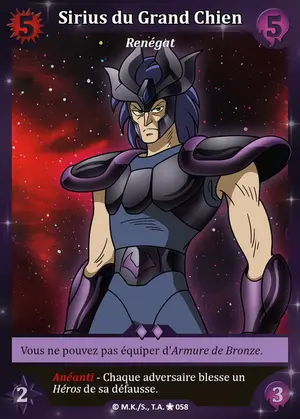 5 Sirius du Grand Chien 5
Renégat
Vous ne pouvez pas équiper d'Armure de Bronze.
2 Anéanti - Chaque adversaire blesse un 3
Héros de sa défausse.
© M.K./S., T.A. ★ 058